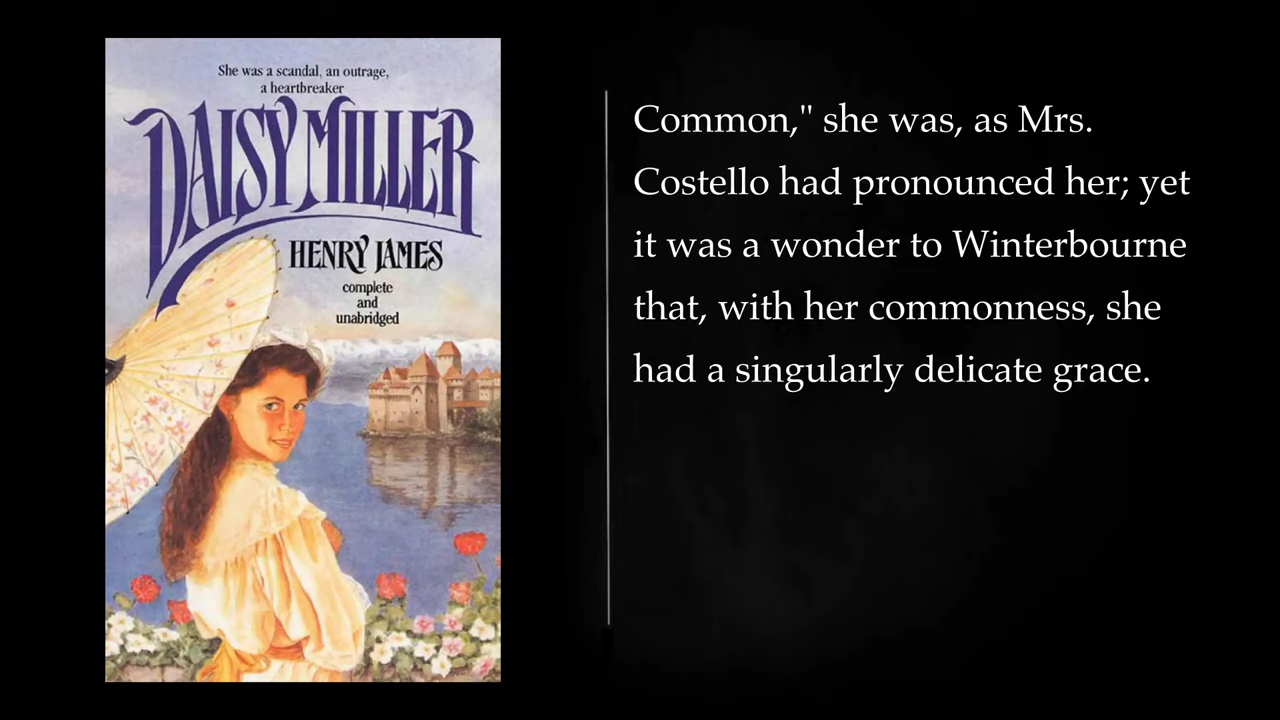 She was a scandal, an outrage,
a heartbreaker
DAISY MILLER
HENRY JAMES
complete
and
unabridged
Common," she was, as Mrs.
Costello had pronounced her; yet
it was a wonder to Winterbourne
that, with her commonness, she
had a singularly delicate grace.